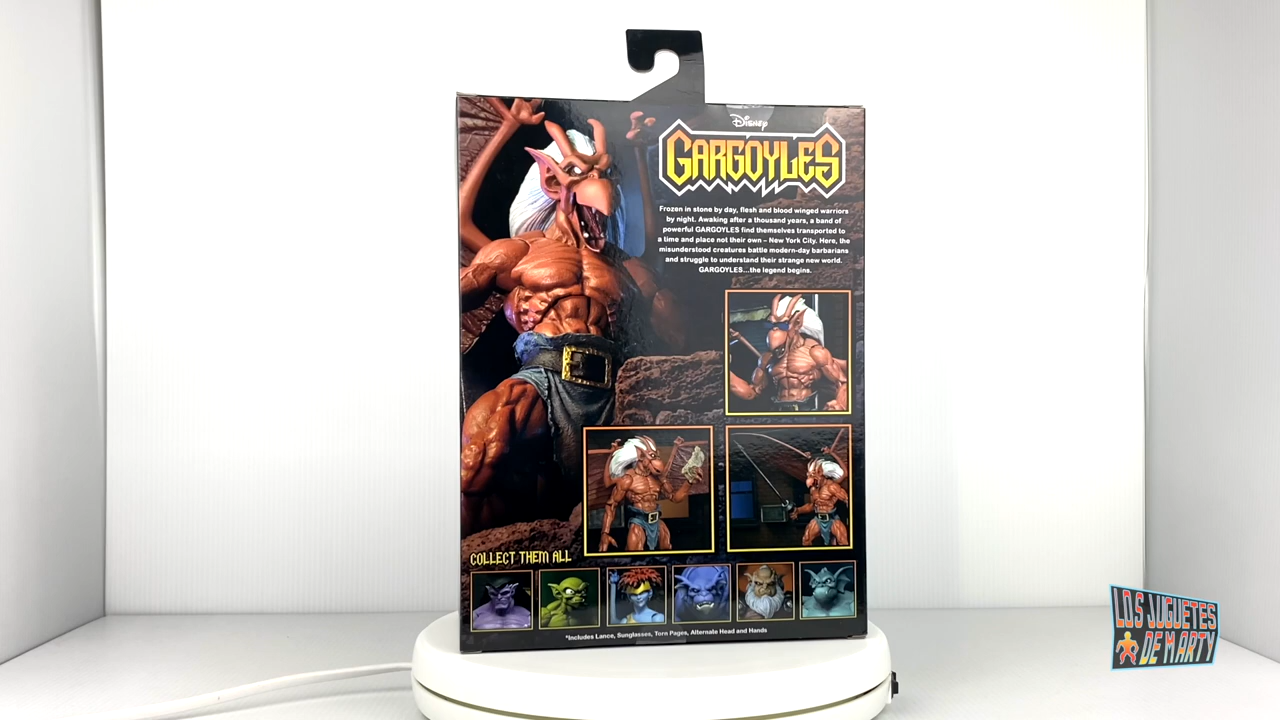 Disney
GARGOYLES
Frozen in stone by day, flesh and blood winged warriors
by night. Awaking after a thousand years, a band of
powerful GARGOYLES find themselves transported to
a time and place not their own – New York City. Here, the
misunderstood creatures battle modern-day barbarians
and struggle to understand their strange new world.
GARGOYLES...the legend begins.
COLLECT THEM ALL
*Includes Lance, Sunglasses, Torn Pages, Alternate Head and Hands
LOS JUGUETES
DE MARTY